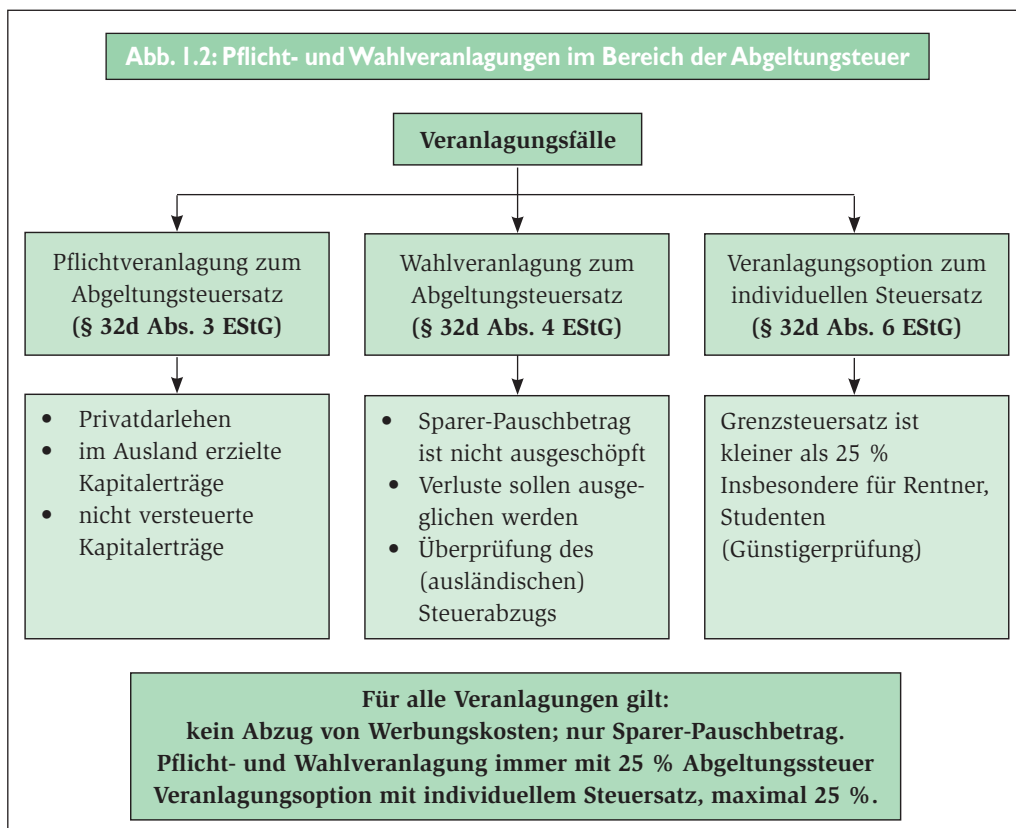 Abb. 1.2: Pflicht- und Wahlveranlagungen im Bereich der Abgeltungsteuer
Veranlagungsfälle
Pflichtveranlagung zum
Abgeltungsteuersatz
(§ 32d Abs. 3 EStG)
Wahlveranlagung zum
Abgeltungsteuersatz
(§ 32d Abs. 4 EStG)
Veranlagungsoption zum
individuellen Steuersatz
(§ 32d Abs. 6 EStG)
• Privatdarlehen
• im Ausland erzielte
Kapitalerträge
• nicht versteuerte
Kapitalerträge
• Sparer-Pauschbetrag
ist nicht ausgeschöpft
• Verluste sollen ausge-
glichen werden
• Überprüfung des
(ausländischen)
Steuerabzugs
Grenzsteuersatz ist
kleiner als 25 %
Insbesondere für Rentner,
Studenten
(Günstigerprüfung)
Für alle Veranlagungen gilt:
kein Abzug von Werbungskosten; nur Sparer-Pauschbetrag.
Pflicht- und Wahlveranlagung immer mit 25 % Abgeltungssteuer
Veranlagungsoption mit individuellem Steuersatz, maximal 25 %.